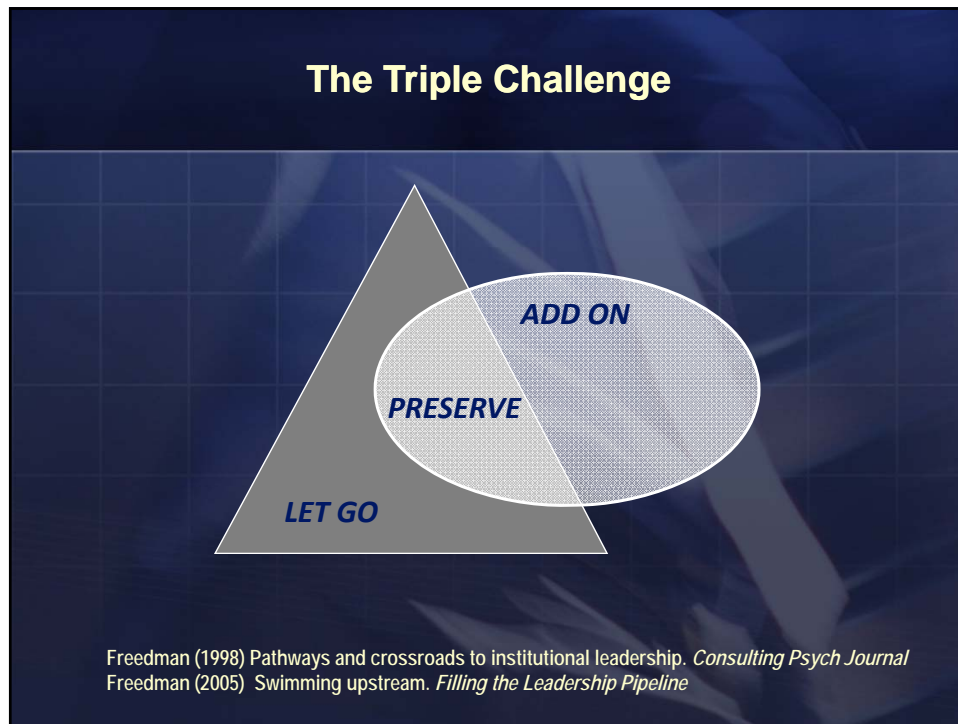 The Triple Challenge
ADD ON
PRESERVE
LET GO
Freedman (1998) Pathways and crossroads to institutional leadership. Consulting Psych Journal
Freedman (2005) Swimming upstream. Filling the Leadership Pipeline